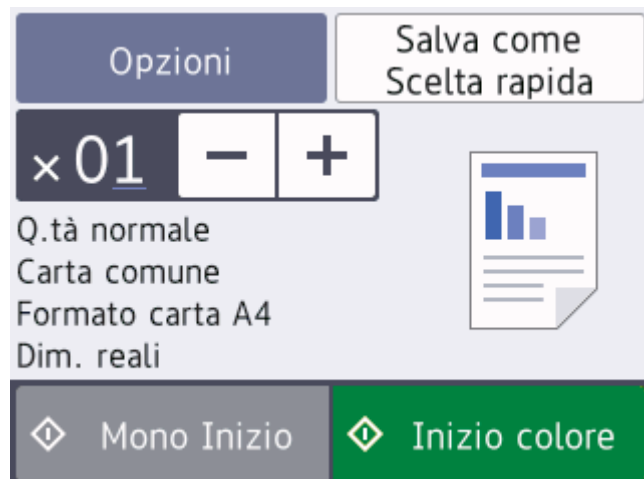 Opzioni
Salva come
Scelta rapida
×01
Q.tà normale
Carta comune
Formato carta A4
Dim. reali
Mono Inizio
Inizio colore